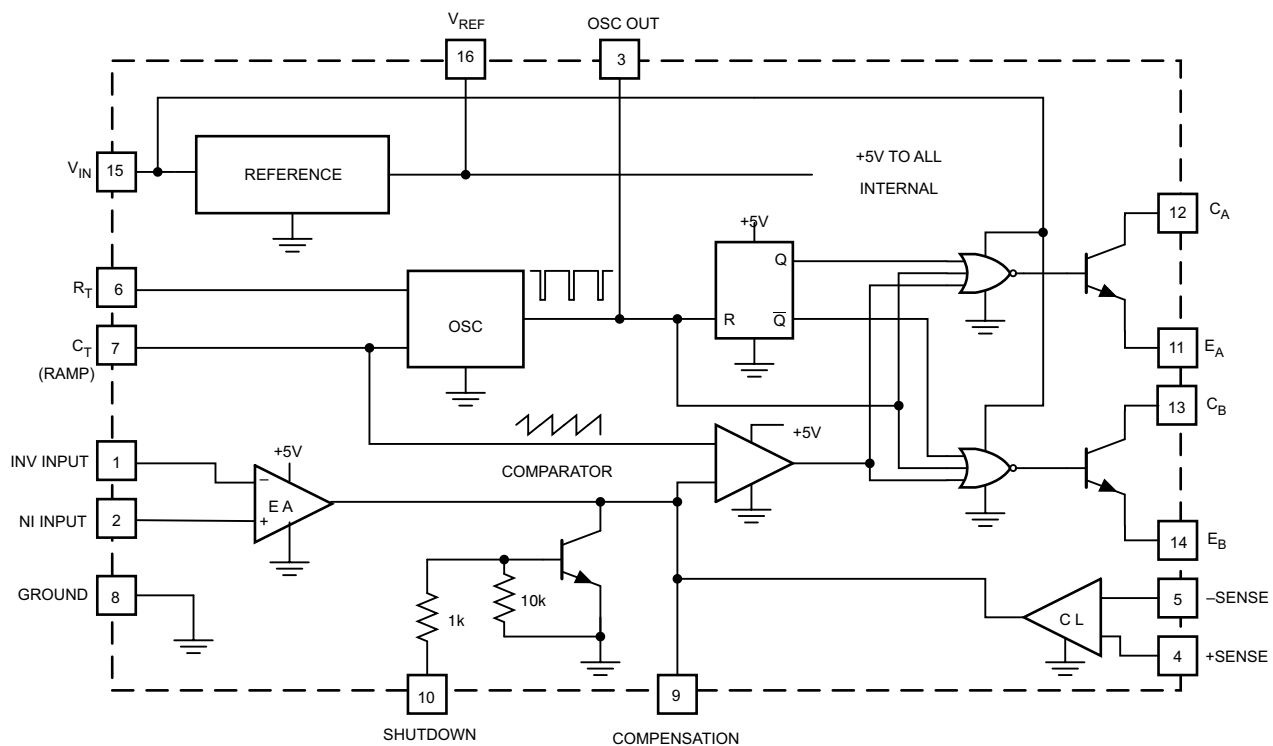 V_REF
OSC OUT
16
3
V_IN
15
REFERENCE
+5V TO ALL
INTERNAL
12
C_A
+5V
Q
R_T
6
OSC
R
Q̅
C_T
7
(RAMP)
11
E_A
13
C_B
+5V
INV INPUT
1
COMPARATOR
+5V
–
E A
+
NI INPUT
2
14
E_B
GROUND
8
1k
10k
C L
5
–SENSE
4
+SENSE
10
9
SHUTDOWN
COMPENSATION